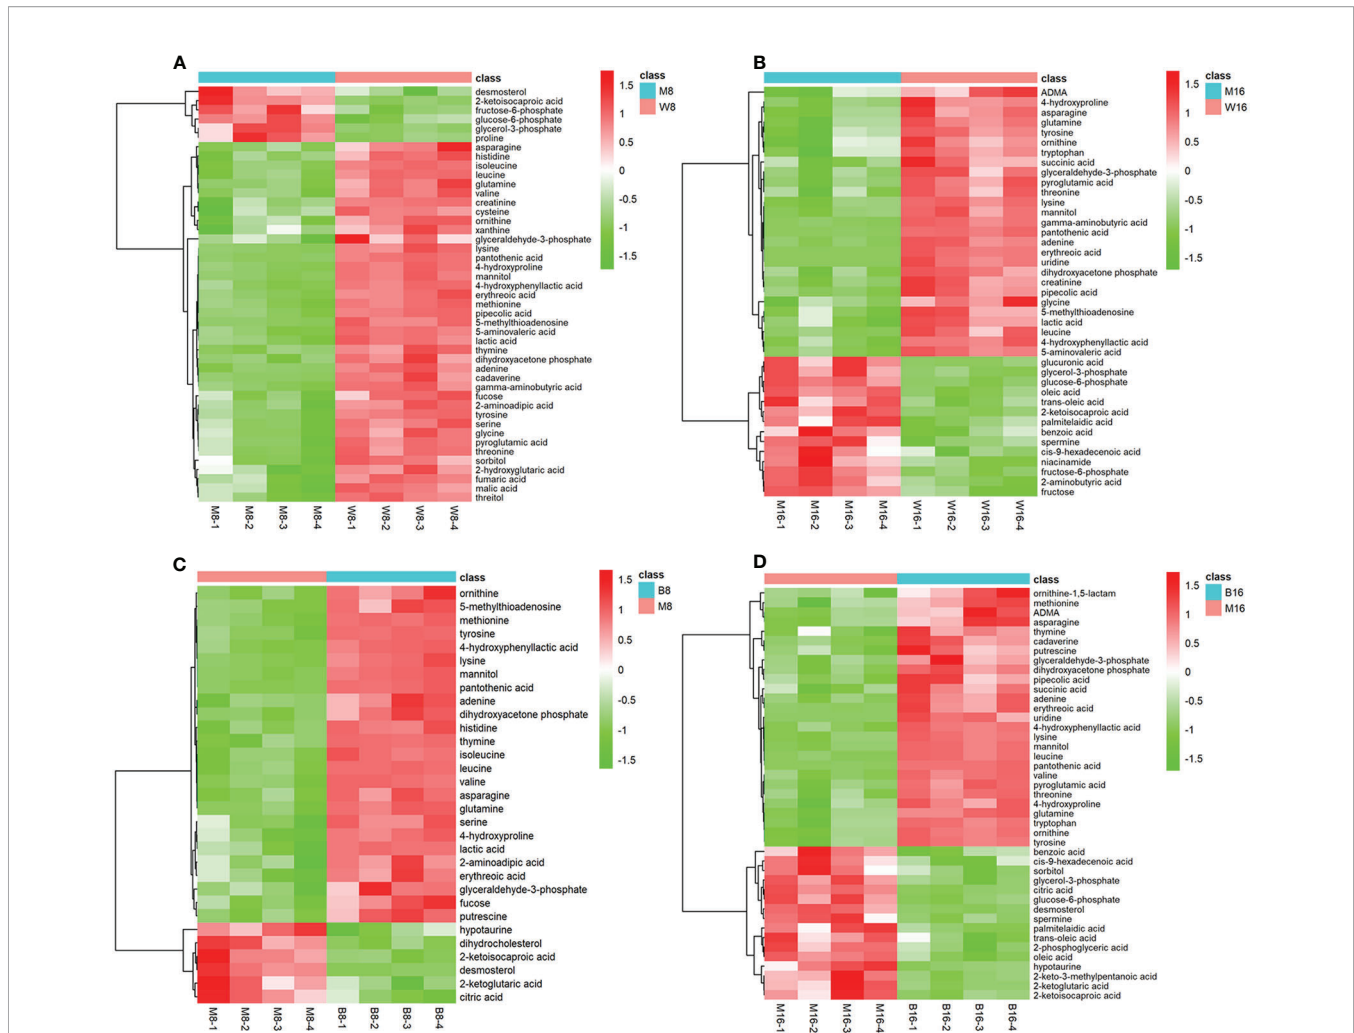 A
class
desmosterol
2-ketoisocaproic acid
fructose-6-phosphate
glucose-6-phosphate
glycerol-3-phosphate
proline
asparagine
histidine
isoleucine
leucine
glutamine
valine
creatinine
cysteine
ornithine
xanthine
glyceraldehyde-3-phosphate
lysine
pantothenic acid
4-hydroxyproline
mannitol
4-hydroxyphenyllactic acid
erythreoic acid
methionine
pipecolic acid
5-methylthioadenosine
5-aminovaleric acid
lactic acid
thymine
dihydroxyacetone phosphate
adenine
cadaverine
gamma-aminobutyric acid
fucose
2-aminoadipic acid
tyrosine
serine
glycine
pyroglutamic acid
threonine
sorbitol
2-hydroxyglutaric acid
fumaric acid
malic acid
threitol
M8-1
M8-2
M8-3
M8-4
W8-1
W8-2
W8-3
W8-4
1.5
1
0.5
0
-0.5
-1
-1.5
class
M8
W8
B
class
ADMA
4-hydroxyproline
asparagine
glutamine
tyrosine
ornithine
tryptophan
succinic acid
glyceraldehyde-3-phosphate
pyroglutamic acid
threonine
lysine
mannitol
gamma-aminobutyric acid
pantothenic acid
adenine
erythreoic acid
uridine
dihydroxyacetone phosphate
creatinine
pipecolic acid
glycine
5-methylthioadenosine
lactic acid
leucine
4-hydroxyphenyllactic acid
5-aminovaleric acid
glucuronic acid
glycerol-3-phosphate
glucose-6-phosphate
oleic acid
trans-oleic acid
2-ketoisocaproic acid
palmitelaidic acid
benzoic acid
spermine
cis-9-hexadecenoic acid
niacinamide
fructose-6-phosphate
2-aminobutyric acid
fructose
M16-1
M16-2
M16-3
M16-4
W16-1
W16-2
W16-3
W16-4
1.5
1
0.5
0
-0.5
-1
-1.5
class
M16
W16
C
class
ornithine
5-methylthioadenosine
methionine
tyrosine
4-hydroxyphenyllactic acid
lysine
mannitol
pantothenic acid
adenine
dihydroxyacetone phosphate
histidine
thymine
isoleucine
leucine
valine
asparagine
glutamine
serine
4-hydroxyproline
lactic acid
2-aminoadipic acid
erythreoic acid
glyceraldehyde-3-phosphate
fucose
putrescine
hypotaurine
dihydrocholesterol
2-ketoisocaproic acid
desmosterol
2-ketoglutaric acid
citric acid
M8-1
M8-2
M8-3
M8-4
B8-1
B8-2
B8-3
B8-4
1.5
1
0.5
0
-0.5
-1
-1.5
class
B8
M8
D
class
ornithine-1,5-lactam
methionine
ADMA
asparagine
thymine
cadaverine
putrescine
glyceraldehyde-3-phosphate
dihydroxyacetone phosphate
pipecolic acid
succinic acid
adenine
erythreoic acid
uridine
4-hydroxyphenyllactic acid
lysine
mannitol
leucine
pantothenic acid
valine
pyroglutamic acid
threonine
4-hydroxyproline
glutamine
tryptophan
ornithine
tyrosine
benzoic acid
cis-9-hexadecenoic acid
sorbitol
glycerol-3-phosphate
citric acid
glucose-6-phosphate
desmosterol
spermine
palmitelaidic acid
trans-oleic acid
2-phosphoglyceric acid
oleic acid
hypotaurine
2-keto-3-methylpentanoic acid
2-ketoglutaric acid
2-ketoisocaproic acid
M16-1
M16-2
M16-3
M16-4
B16-1
B16-2
B16-3
B16-4
1.5
1
0.5
0
-0.5
-1
-1.5
class
B16
M16